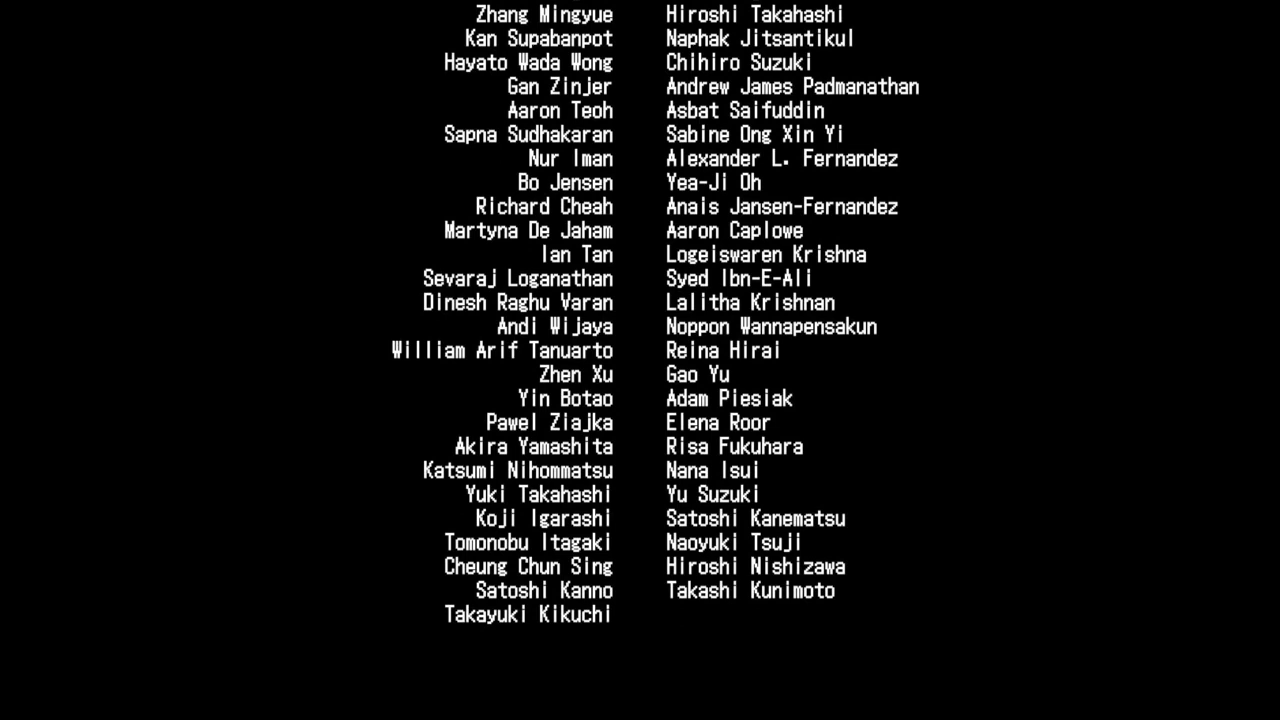 Zhang Mingyue Hiroshi Takahashi
Kan Supabanpot Naphak Jitsantikul
Hayato Wada Wong Chihiro Suzuki
Gan Zinjer Andrew James Padmanathan
Aaron Teoh Asbat Saifuddin
Sapna Sudhakaran Sabine Ong Xin Yi
Nur Iman Alexander L. Fernandez
Bo Jensen Yea-Ji Oh
Richard Cheah Anais Jansen-Fernandez
Martyna De Jaham Aaron Caplowe
Ian Tan Logeiswaren Krishna
Sevaraj Loganathan Syed Ibn-E-Ali
Dinesh Raghu Varan Lalitha Krishnan
Andi Wijaya Noppon Wannapensakun
William Arif Tanuarto Reina Hirai
Zhen Xu Gao Yu
Yin Botao Adam Piesiak
Pawel Ziajka Elena Roor
Akira Yamashita Risa Fukuhara
Katsumi Nihommatsu Nana Isui
Yuki Takahashi Yu Suzuki
Koji Igarashi Satoshi Kanematsu
Tomonobu Itagaki Naoyuki Tsuji
Cheung Chun Sing Hiroshi Nishizawa
Satoshi Kanno Takashi Kunimoto
Takayuki Kikuchi